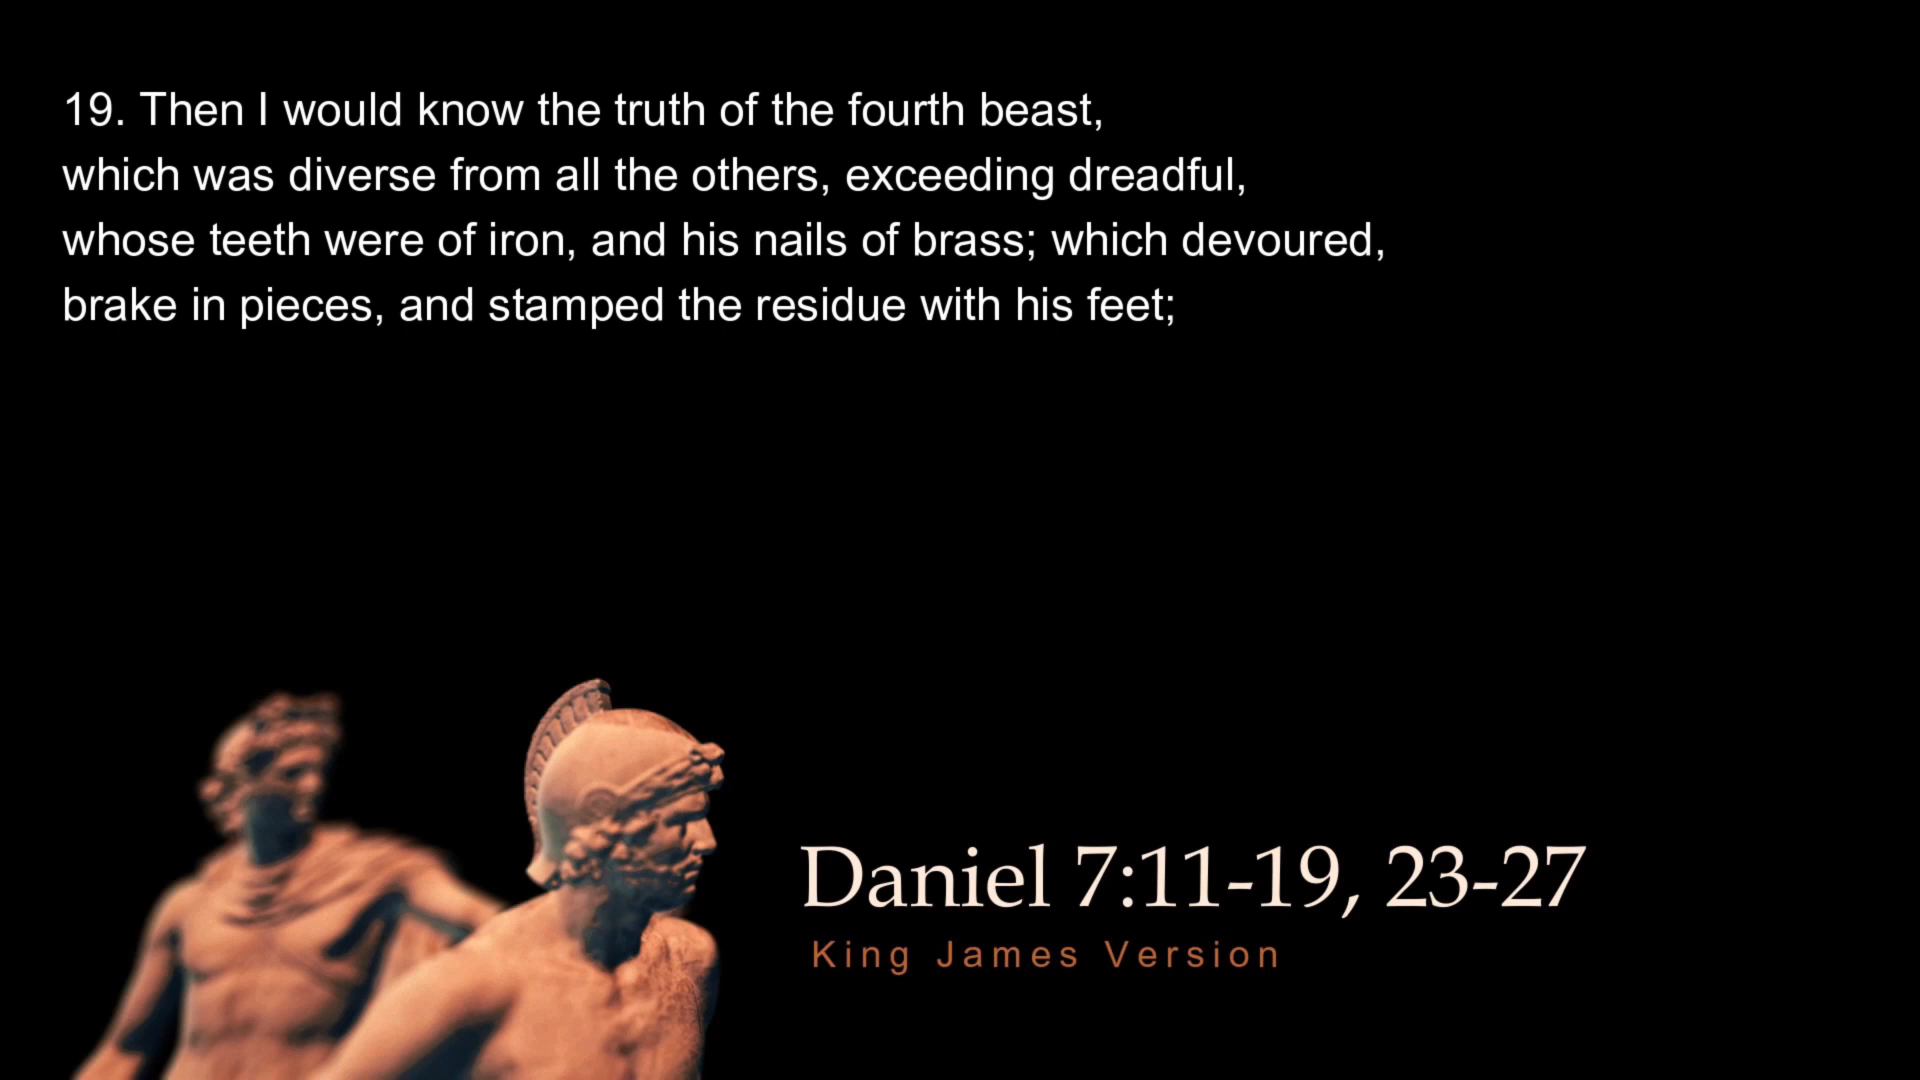 19. Then I would know the truth of the fourth beast,
which was diverse from all the others, exceeding dreadful,
whose teeth were of iron, and his nails of brass; which devoured,
brake in pieces, and stamped the residue with his feet;
Daniel 7:11-19, 23-27
King James Version